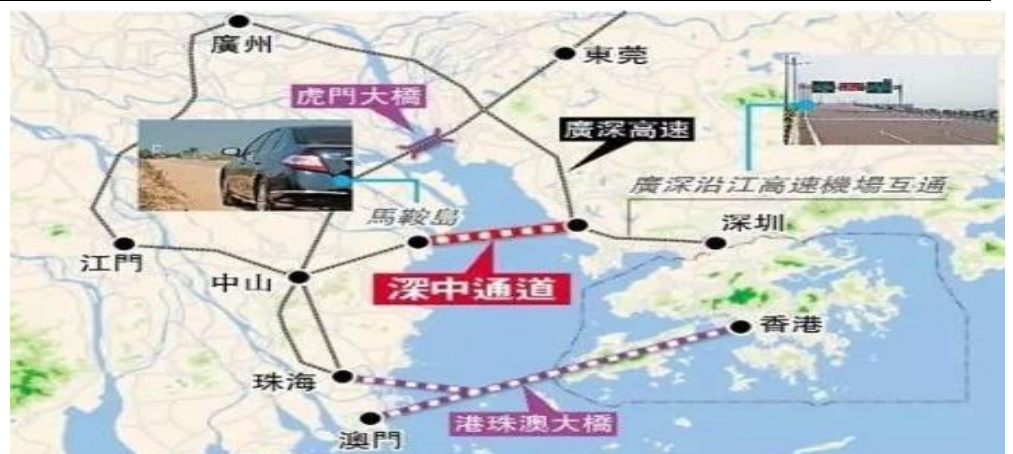 廣州
東莞
虎門大橋
廣深高速
廣深沿江高速機場互通
馬鞍島
深圳
江門
中山
深中通道
香港
珠海
港珠澳大橋
澳門